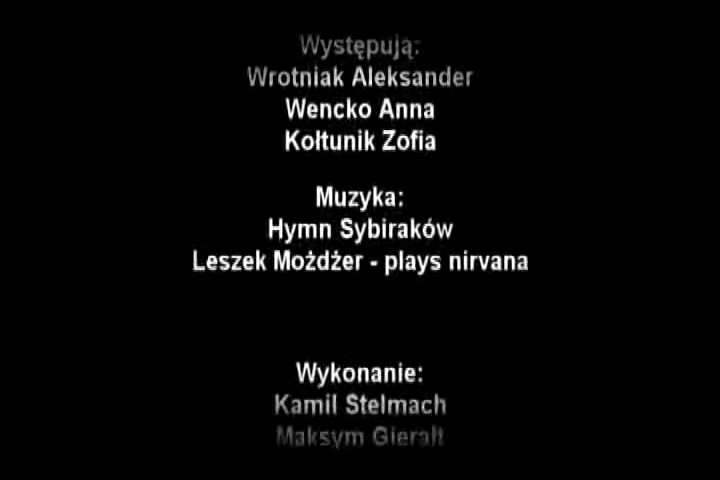 Występują:
Wrotniak Aleksander
Wencko Anna
Kołtunik Zofia
Muzyka:
Hymn Sybiraków
Leszek Możdżer - plays nirvana
Wykonanie:
Kamil Stelmach
Maksym Gierałt